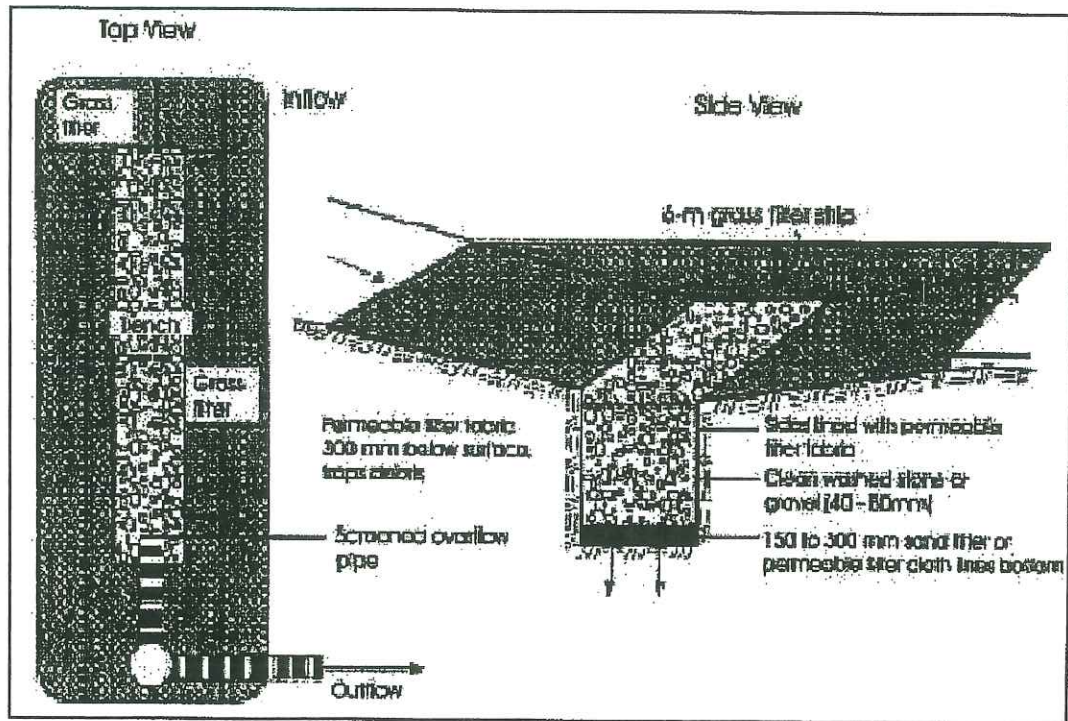 Top View
Grass
filter
Inflow
Side View
6-m grass filter strip
Trench
Grass
filter
Permeable filter fabric
300 mm below surface,
traps debris
Sides lined with permeable
filter fabric
Clean washed stone or
gravel (40 - 60mm)
Screened overflow
pipe
150 to 300 mm sand filter or
permeable filter cloth lines bottom
Outflow